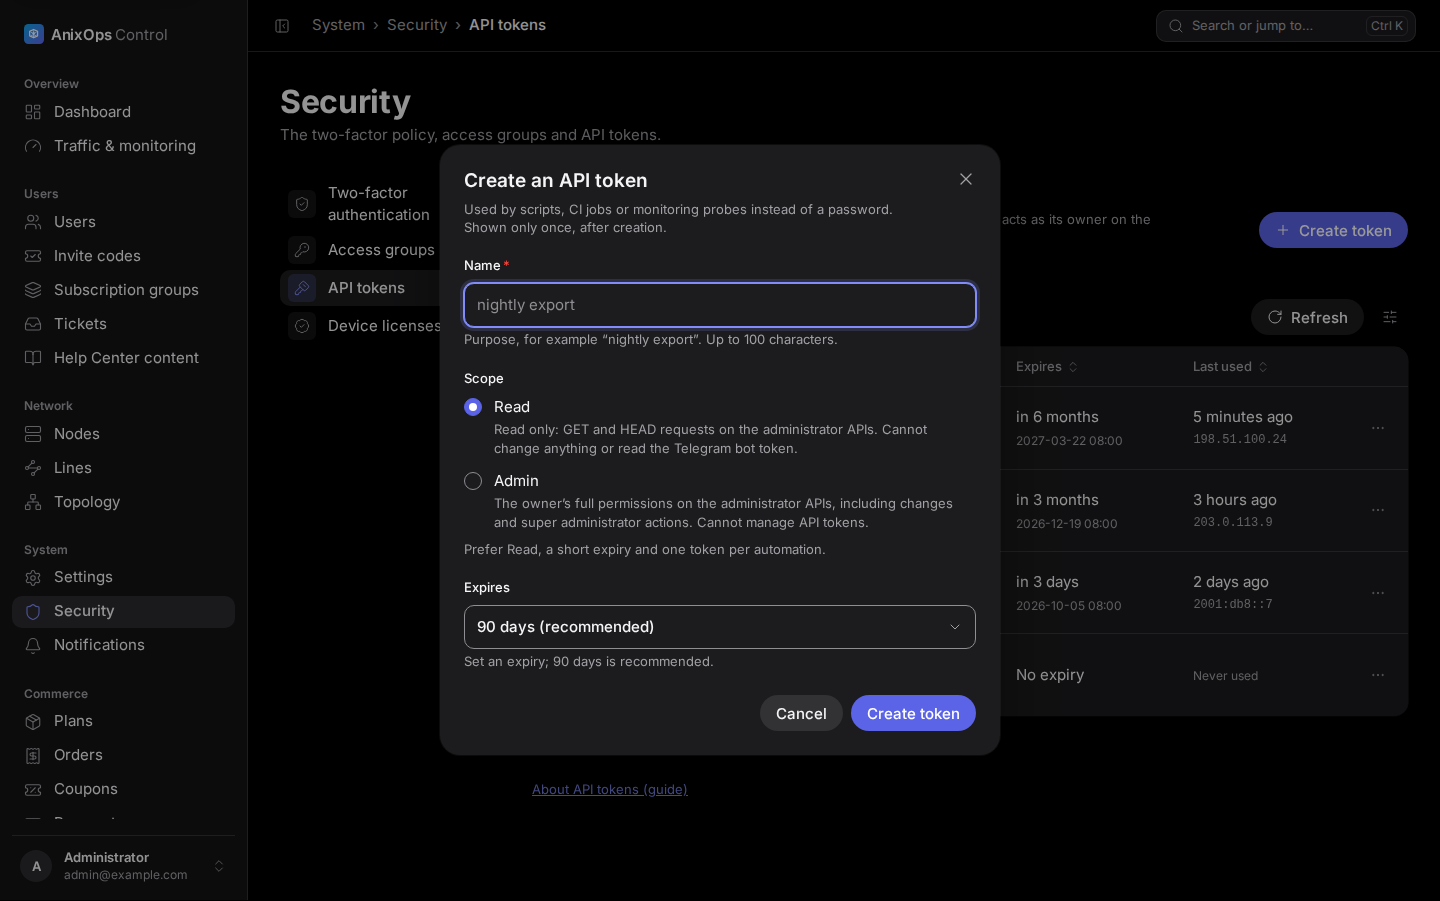 AnixOps Control
Overview
Dashboard
Traffic & monitoring
Users
Users
Invite codes
Subscription groups
Tickets
Help Center content
Network
Nodes
Lines
Topology
System
Settings
Security
Notifications
Commerce
Plans
Orders
Coupons
A
Administrator
admin@example.com
System › Security › API tokens
Search or jump to...
Ctrl K
Security
The two-factor policy, access groups and API tokens.
Two-factor
authentication
Access groups
API tokens
Device licenses
acts as its owner on the
Create token
Refresh
Expires
Last used
in 6 months
5 minutes ago
2027-03-22 08:00
198.51.100.24
in 3 months
3 hours ago
2026-12-19 08:00
203.0.113.9
in 3 days
2 days ago
2026-10-05 08:00
2001:db8::7
No expiry
Never used
Create an API token
Used by scripts, CI jobs or monitoring probes instead of a password.
Shown only once, after creation.
Name *
nightly export
Purpose, for example “nightly export”. Up to 100 characters.
Scope
Read
Read only: GET and HEAD requests on the administrator APIs. Cannot
change anything or read the Telegram bot token.
Admin
The owner’s full permissions on the administrator APIs, including changes
and super administrator actions. Cannot manage API tokens.
Prefer Read, a short expiry and one token per automation.
Expires
90 days (recommended)
Set an expiry; 90 days is recommended.
Cancel
Create token
About API tokens (guide)